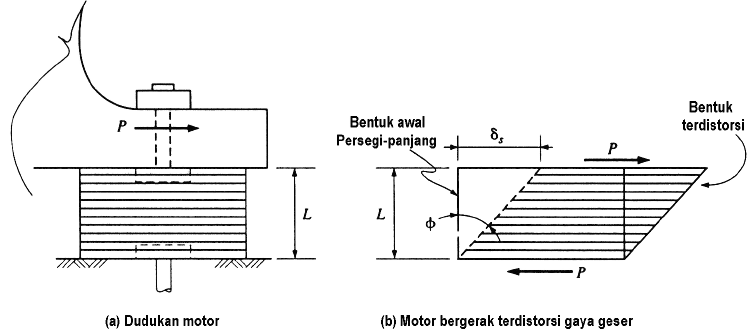 P
L
(a) Dudukan motor
Bentuk awal
Persegi-panjang
δs
P
Bentuk
terdistorsi
L
ϕ
P
(b) Motor bergerak terdistorsi gaya geser